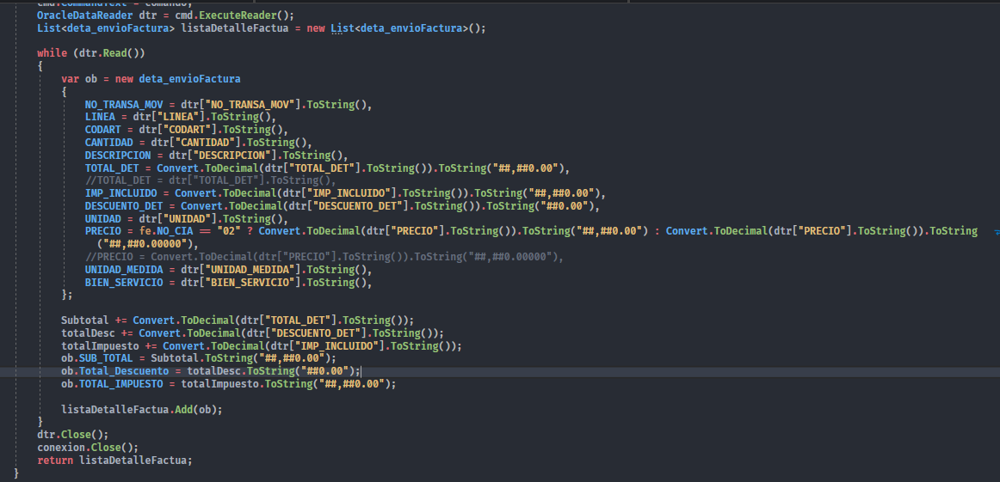 cmd.CommandText = comando;
OracleDataReader dtr = cmd.ExecuteReader();
List<deta_envioFactura> listaDetalleFactua = new List<deta_envioFactura>();
while (dtr.Read())
{
var ob = new deta_envioFactura
{
NO_TRANSA_MOV = dtr["NO_TRANSA_MOV"].ToString(),
LINEA = dtr["LINEA"].ToString(),
CODART = dtr["CODART"].ToString(),
CANTIDAD = dtr["CANTIDAD"].ToString(),
DESCRIPCION = dtr["DESCRIPCION"].ToString(),
TOTAL_DET = Convert.ToDecimal(dtr["TOTAL_DET"].ToString()).ToString("##,##0.00"),
//TOTAL_DET = dtr["TOTAL_DET"].ToString(),
IMP_INCLUIDO = Convert.ToDecimal(dtr["IMP_INCLUIDO"].ToString()).ToString("##,##0.00"),
DESCUENTO_DET = Convert.ToDecimal(dtr["DESCUENTO_DET"].ToString()).ToString("##0.00"),
UNIDAD = dtr["UNIDAD"].ToString(),
PRECIO = fe.NO_CIA == "02" ? Convert.ToDecimal(dtr["PRECIO"].ToString()).ToString("##,##0.00") : Convert.ToDecimal(dtr["PRECIO"].ToString()).ToString
("##,##0.00000"),
//PRECIO = Convert.ToDecimal(dtr["PRECIO"].ToString()).ToString("##,##0.00000"),
UNIDAD_MEDIDA = dtr["UNIDAD_MEDIDA"].ToString(),
BIEN_SERVICIO = dtr["BIEN_SERVICIO"].ToString(),
};
Subtotal += Convert.ToDecimal(dtr["TOTAL_DET"].ToString());
totalDesc += Convert.ToDecimal(dtr["DESCUENTO_DET"].ToString());
totalImpuesto += Convert.ToDecimal(dtr["IMP_INCLUIDO"].ToString());
ob.SUB_TOTAL = Subtotal.ToString("##,##0.00");
ob.Total_Descuento = totalDesc.ToString("##0.00");
ob.TOTAL_IMPUESTO = totalImpuesto.ToString("##,##0.00");
listaDetalleFactua.Add(ob);
}
dtr.Close();
conexion.Close();
return listaDetalleFactua;
}